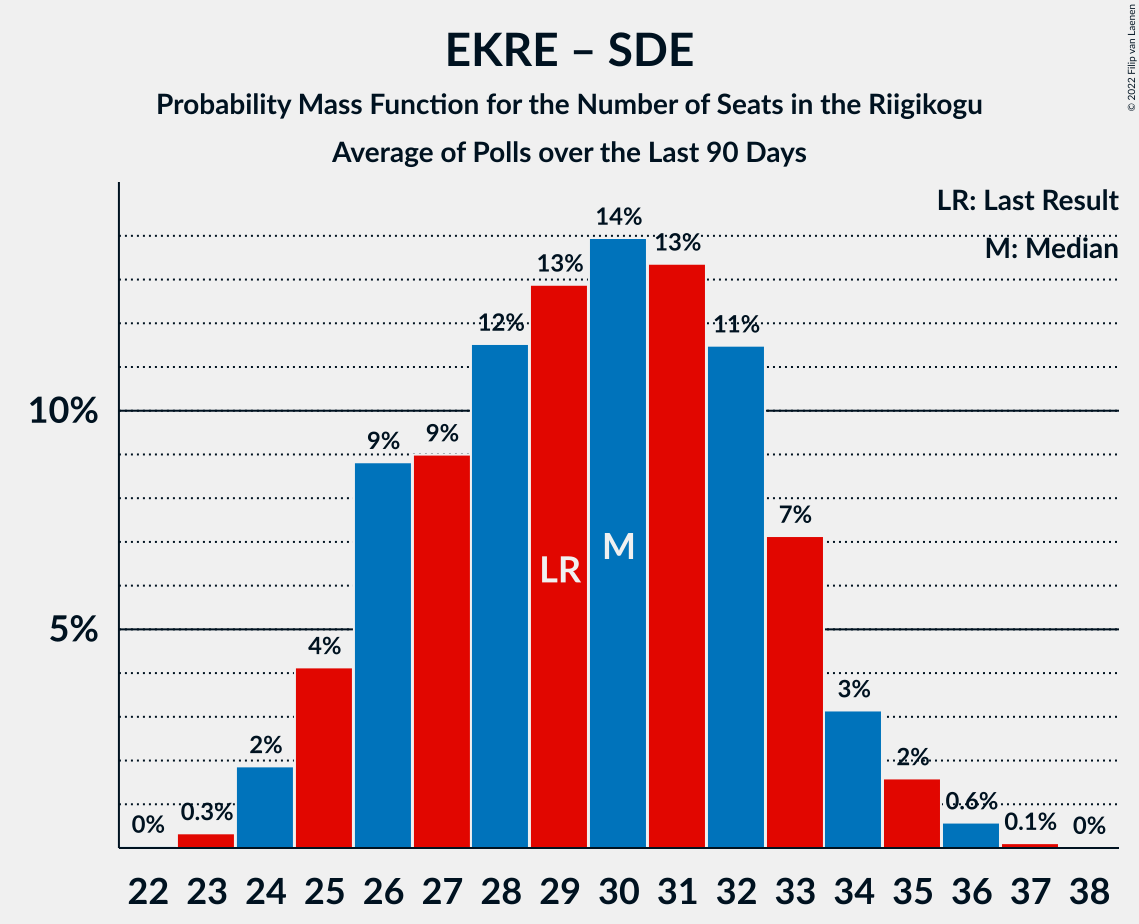 EKRE – SDE
Probability Mass Function for the Number of Seats in the Riigikogu
Average of Polls over the Last 90 Days
© 2022 Filip van Laenen
LR: Last Result
M: Median
14%
13% 13%
12% 11%
10%
9% 9%
7%
M
LR
5%
4%
3%
2% 2%
0% 0.3% 0.6% 0.1% 0%
22 23 24 25 26 27 28 29 30 31 32 33 34 35 36 37 38